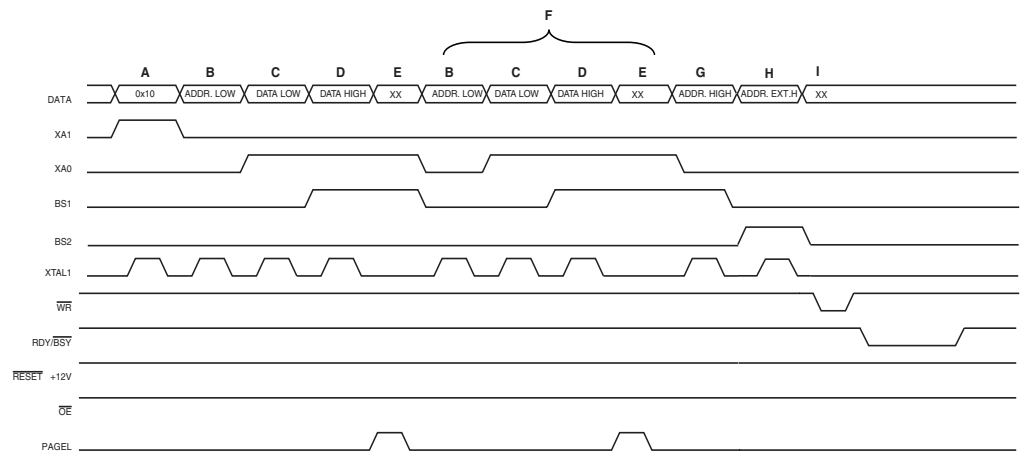 F
A B C D E B C D E G H I
DATA 0x10 ADDR. LOW DATA LOW DATA HIGH XX ADDR. LOW DATA LOW DATA HIGH XX ADDR. HIGH ADDR. EXT.H XX
XA1
XA0
BS1
BS2
XTAL1
WR
RDY/BSY
RESET +12V
OE
PAGEL